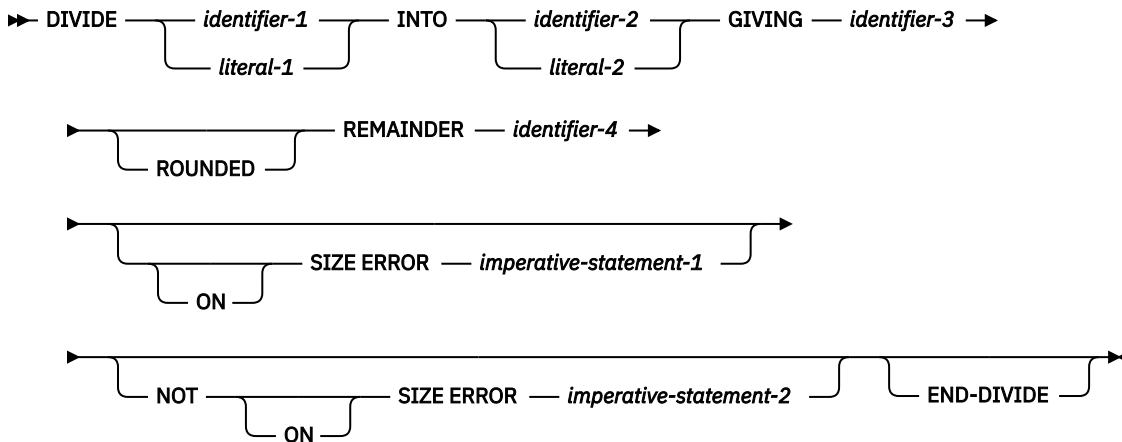 DIVIDE identifier-1 INTO identifier-2 GIVING identifier-3
literal-1 literal-2
REMAINDER identifier-4
ROUNDED
SIZE ERROR imperative-statement-1
ON
NOT SIZE ERROR imperative-statement-2 END-DIVIDE
ON